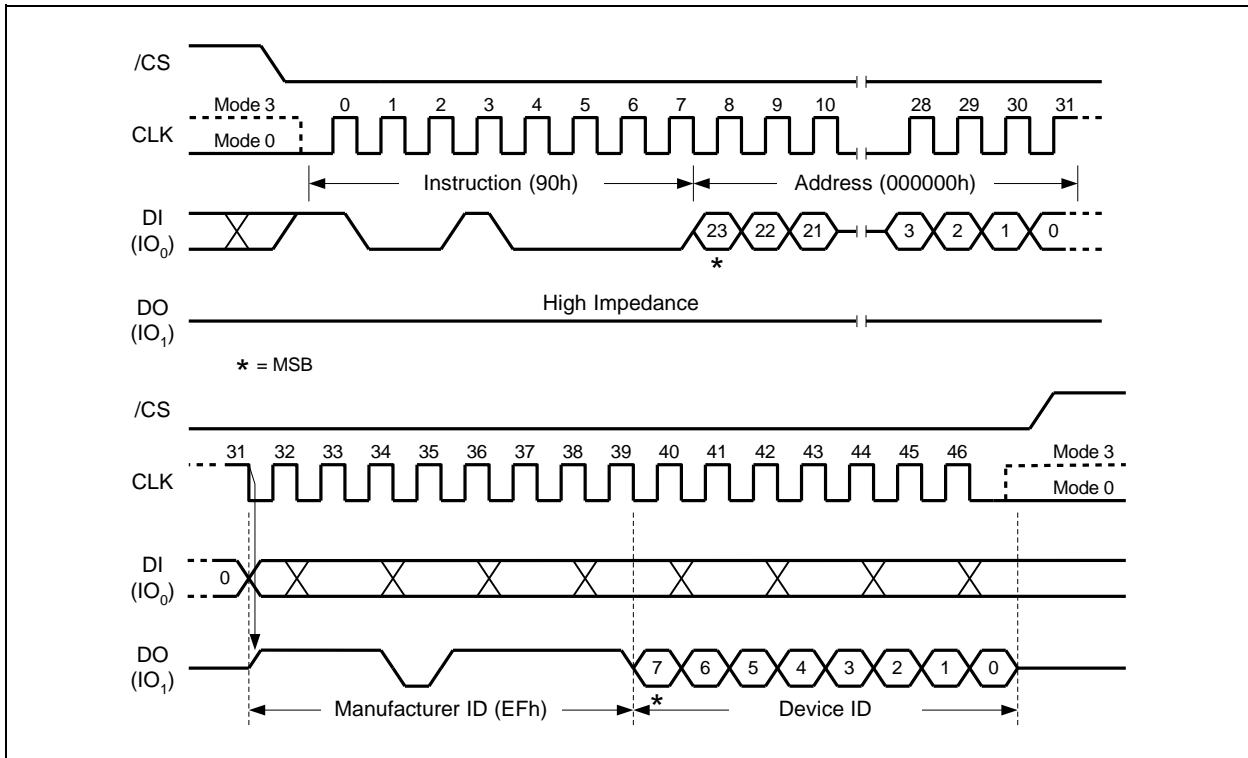 /CS
Mode 3 0 1 2 3 4 5 6 7 8 9 10 28 29 30 31
CLK
Mode 0
Instruction (90h) Address (000000h)
DI
(IO0) 23 22 21 3 2 1 0
*
DO High Impedance
(IO1)
* = MSB
/CS
31 32 33 34 35 36 37 38 39 40 41 42 43 44 45 46 Mode 3
CLK
Mode 0
DI
0
(IO0)
DO
7 6 5 4 3 2 1 0
(IO1)
*
Manufacturer ID (EFh) Device ID